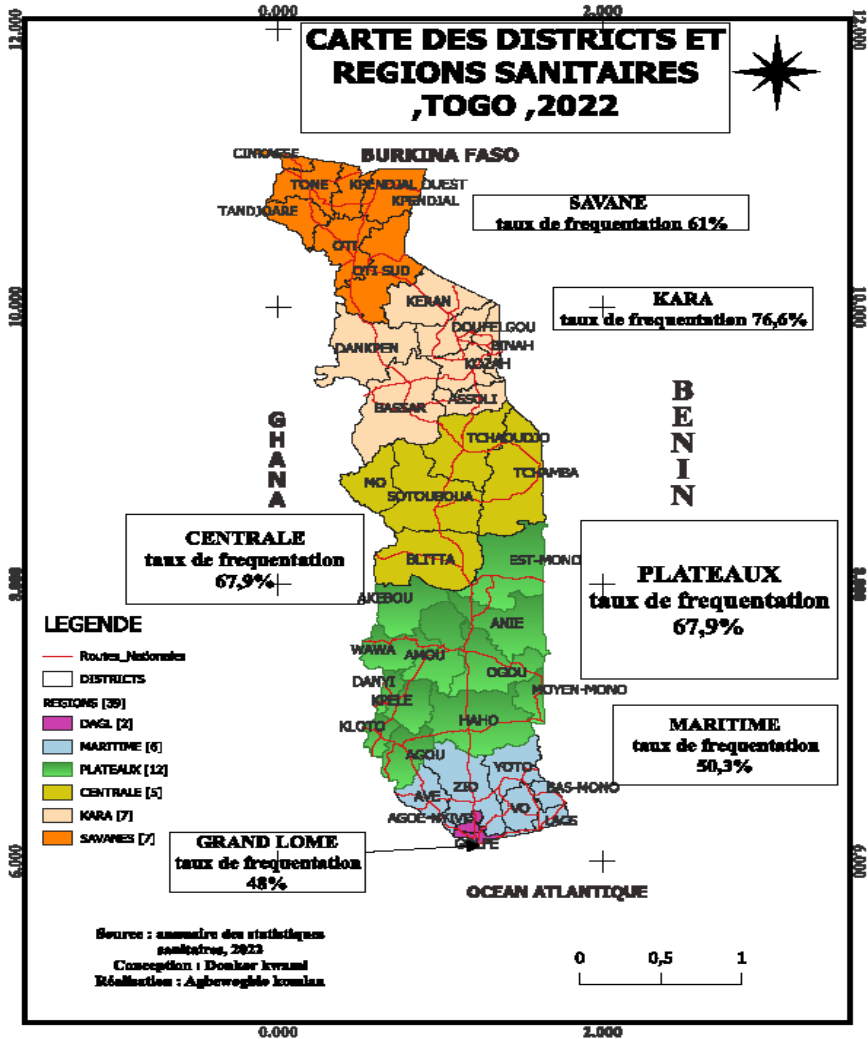 0.000
2.000
12.000
12.000
CARTE DES DISTRICTS ET
REGIONS SANITAIRES
,TOGO ,2022
BURKINA FASO
CINKASSE
TONE
KPENDJAL OUEST
KPENDJAL
TANDJOARE
OTI
OTI SUD
SAVANE
taux de frequentation 61%
10.000
10.000
KERAN
KARA
taux de frequentation 76,6%
DOUFELGOU
BINAH
DANKPEN
KOZAH
ASSOLI
BASSAR
BENIN
GHANA
TCHAOUDJO
TCHAMBA
MO
SOTOUBOUA
CENTRALE
taux de frequentation
67,9%
BLITTA
EST-MONO
PLATEAUX
taux de frequentation
67,9%
8.000
8.000
AKEBOU
ANIE
WAWA
AMOU
OGOU
DANYI
MOYEN-MONO
KPELE
HAHO
KLOTO
AGOU
LEGENDE
Routes_Nationales
DISTRICTS
REGIONS [39]
DAGL [2]
MARITIME [6]
PLATEAUX [12]
CENTRALE [5]
KARA [7]
SAVANES [7]
MARITIME
taux de frequentation
50,3%
YOTO
ZIO
BAS-MONO
AVE
VO
AGOE-NYIVE
LACS
GOLFE
GRAND LOME
taux de frequentation
48%
6.000
6.000
OCEAN ATLANTIQUE
Source : annuaire des statistiques
sanitaires, 2022
Conception : Donkor kwami
Réalisation : Agbewogbio komlan
0
0,5
1
0.000
2.000